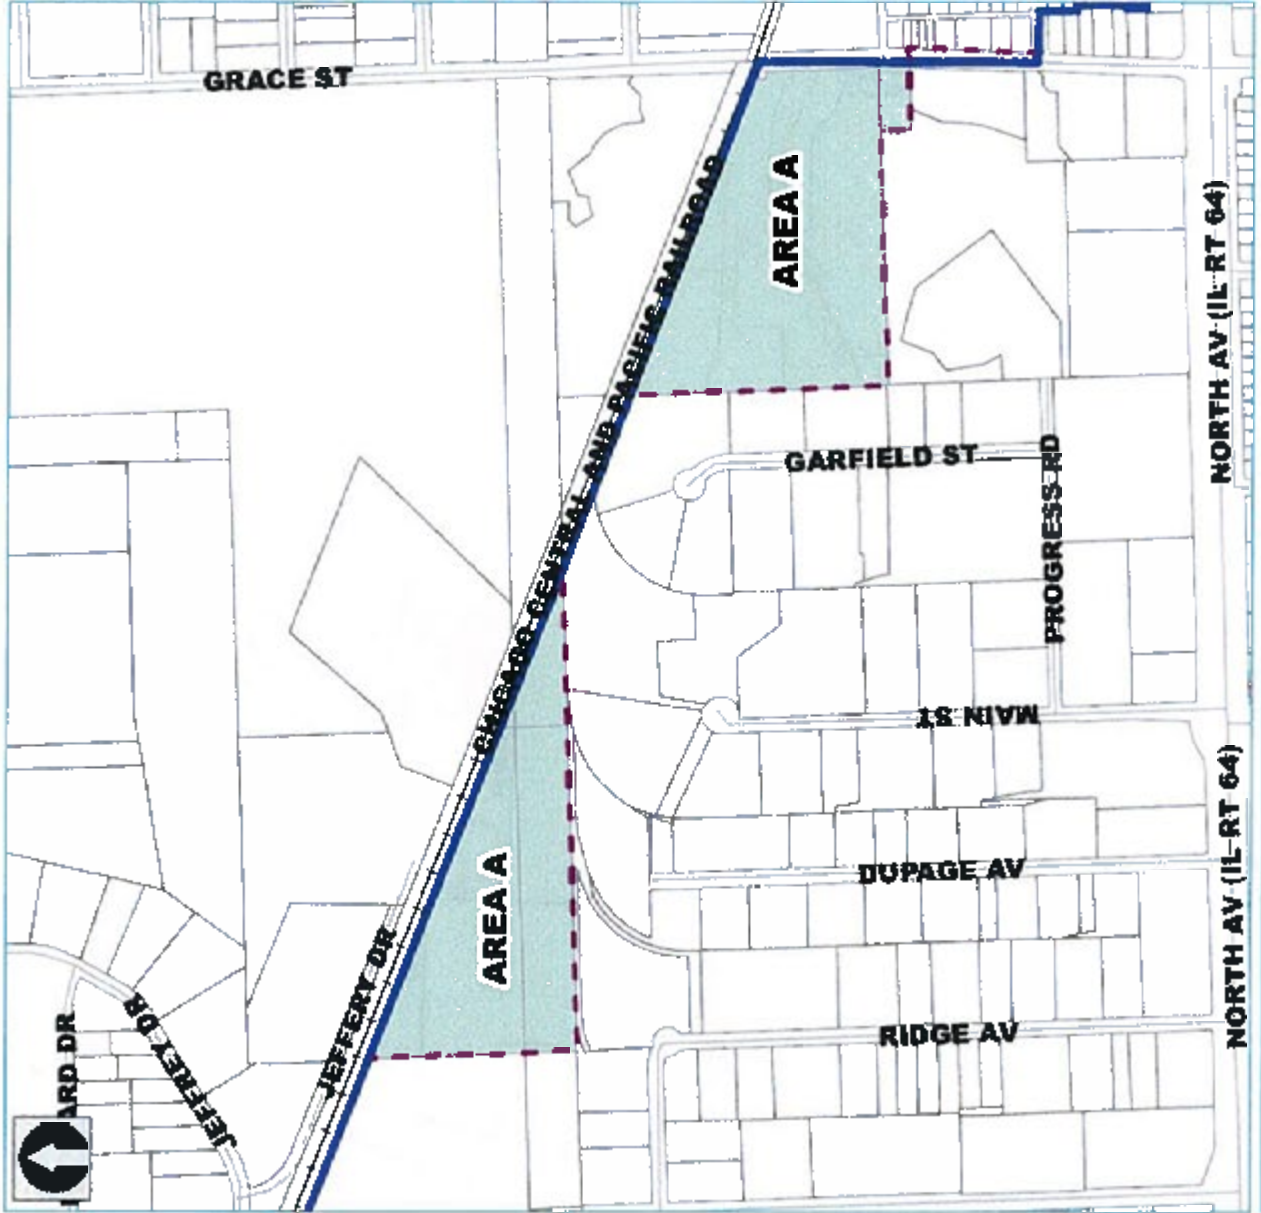 GRACE ST
AREA A
CHICAGO CENTRAL AND PACIFIC RAILROAD
NORTH AV (IL RT 64)
GARFIELD ST
PROGRESS RD
MAIN ST
NORTH AV (IL RT 64)
DUPAGE AV
AREA A
JEFFERY DR
RIDGE AV
JEFFREY DR
ARD DR